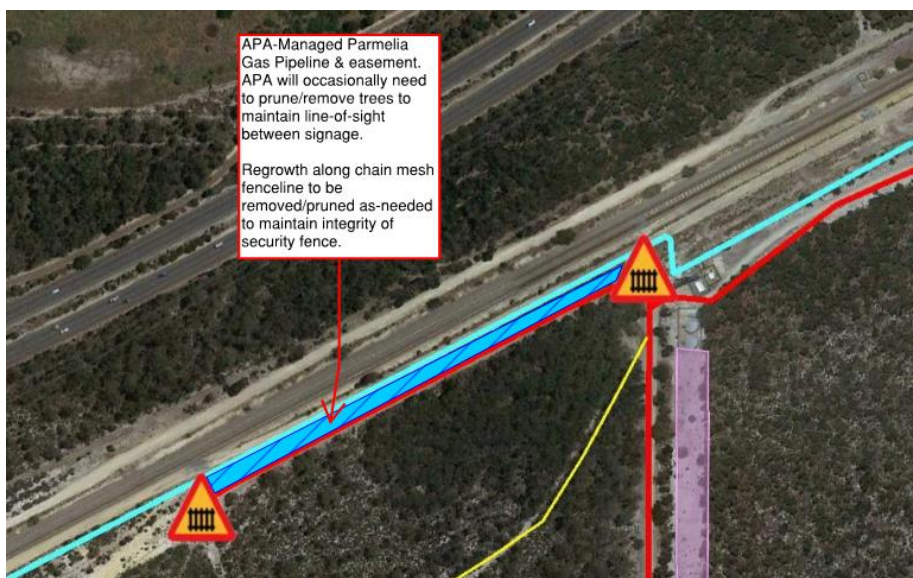 APA-Managed Parmelia
Gas Pipeline & easement.
APA will occasionally need
to prune/remove trees to
maintain line-of-sight
between signage.
Regrowth along chain mesh
fenceline to be
removed/pruned as-needed
to maintain integrity of
security fence.